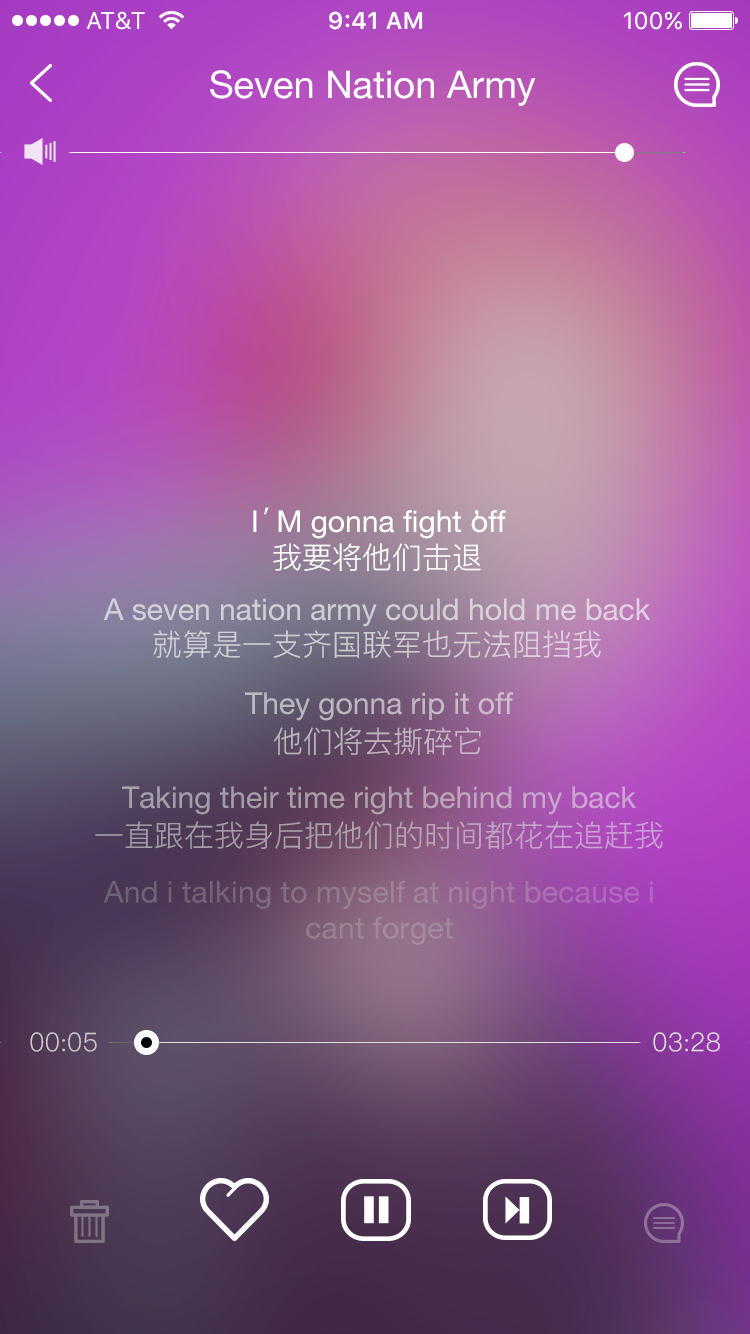 AT&T 9:41 AM 100%
Seven Nation Army
I´M gonna fight òff
我要将他们击退
A seven nation army could hold me back
就算是一支齐国联军也无法阻挡我
They gonna rip it off
他们将去撕碎它
Taking their time right behind my back
一直跟在我身后把他们的时间都花在追赶我
And i talking to myself at night because i
cant forget
00:05 03:28